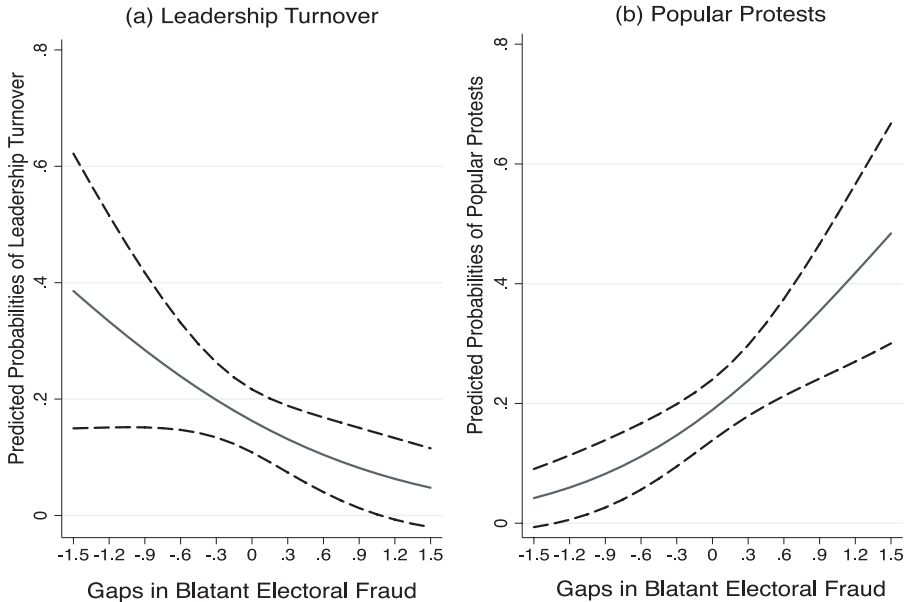 (a) Leadership Turnover
Predicted Probabilities of Leadership Turnover
.8
.6
.4
.2
0
-1.5 -1.2 -.9 -.6 -.3 0 .3 .6 .9 1.2 1.5
Gaps in Blatant Electoral Fraud
(b) Popular Protests
Predicted Probabilities of Popular Protests
.8
.6
.4
.2
0
-1.5 -1.2 -.9 -.6 -.3 0 .3 .6 .9 1.2 1.5
Gaps in Blatant Electoral Fraud